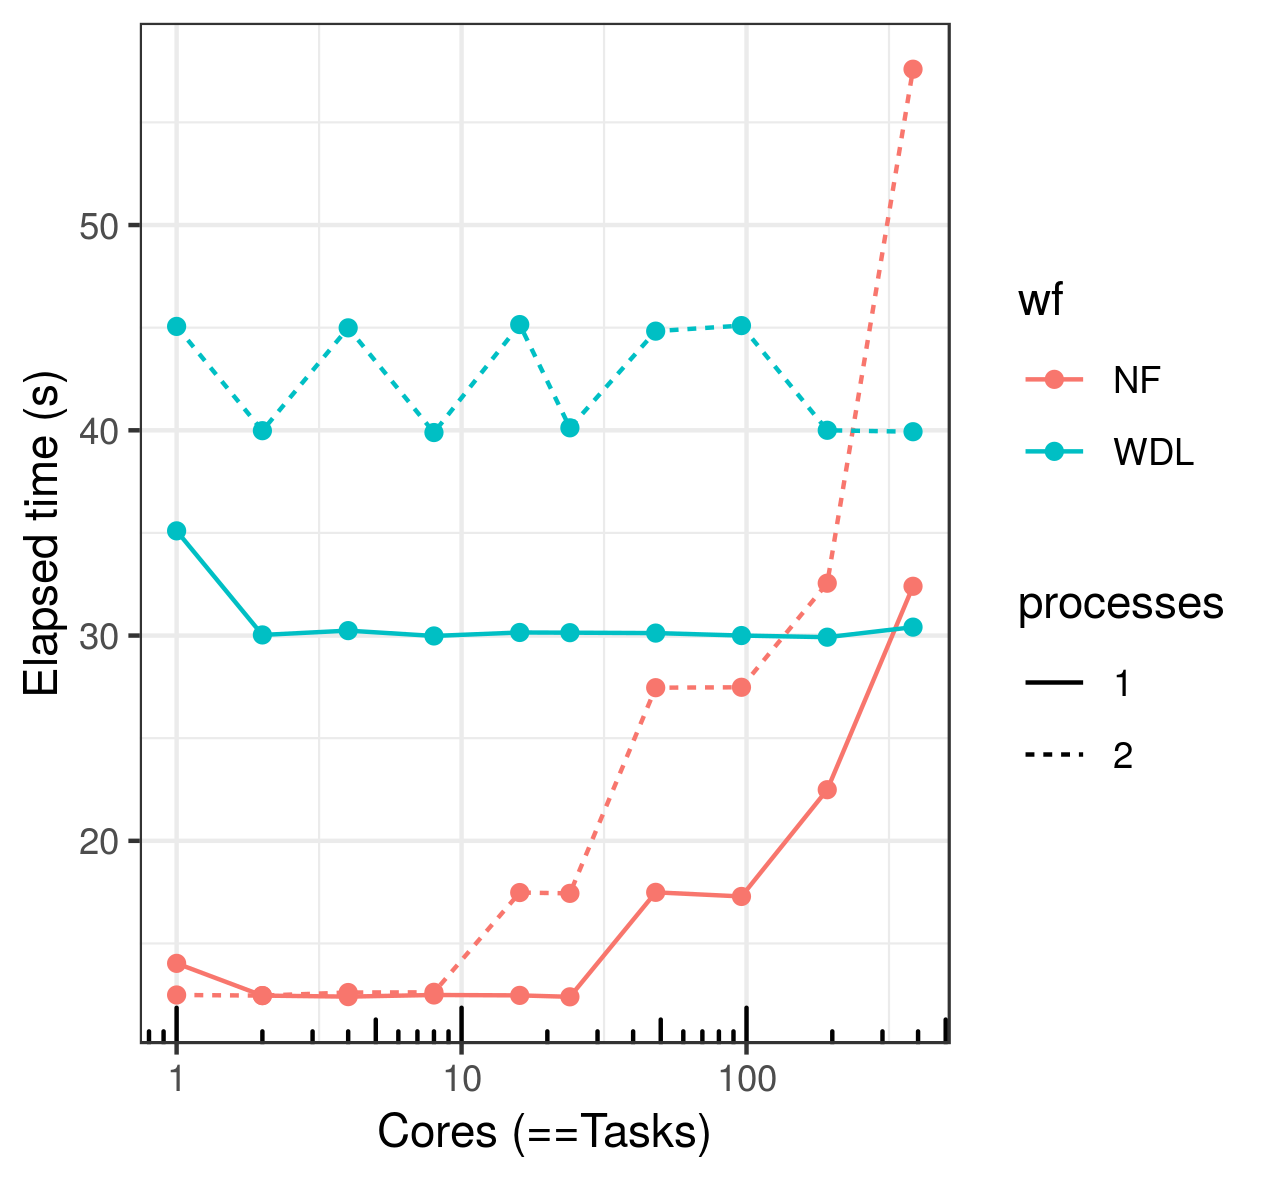 Elapsed time (s)
50
40
30
20
1 10 100
Cores (==Tasks)
wf
NF
WDL
processes
1
2